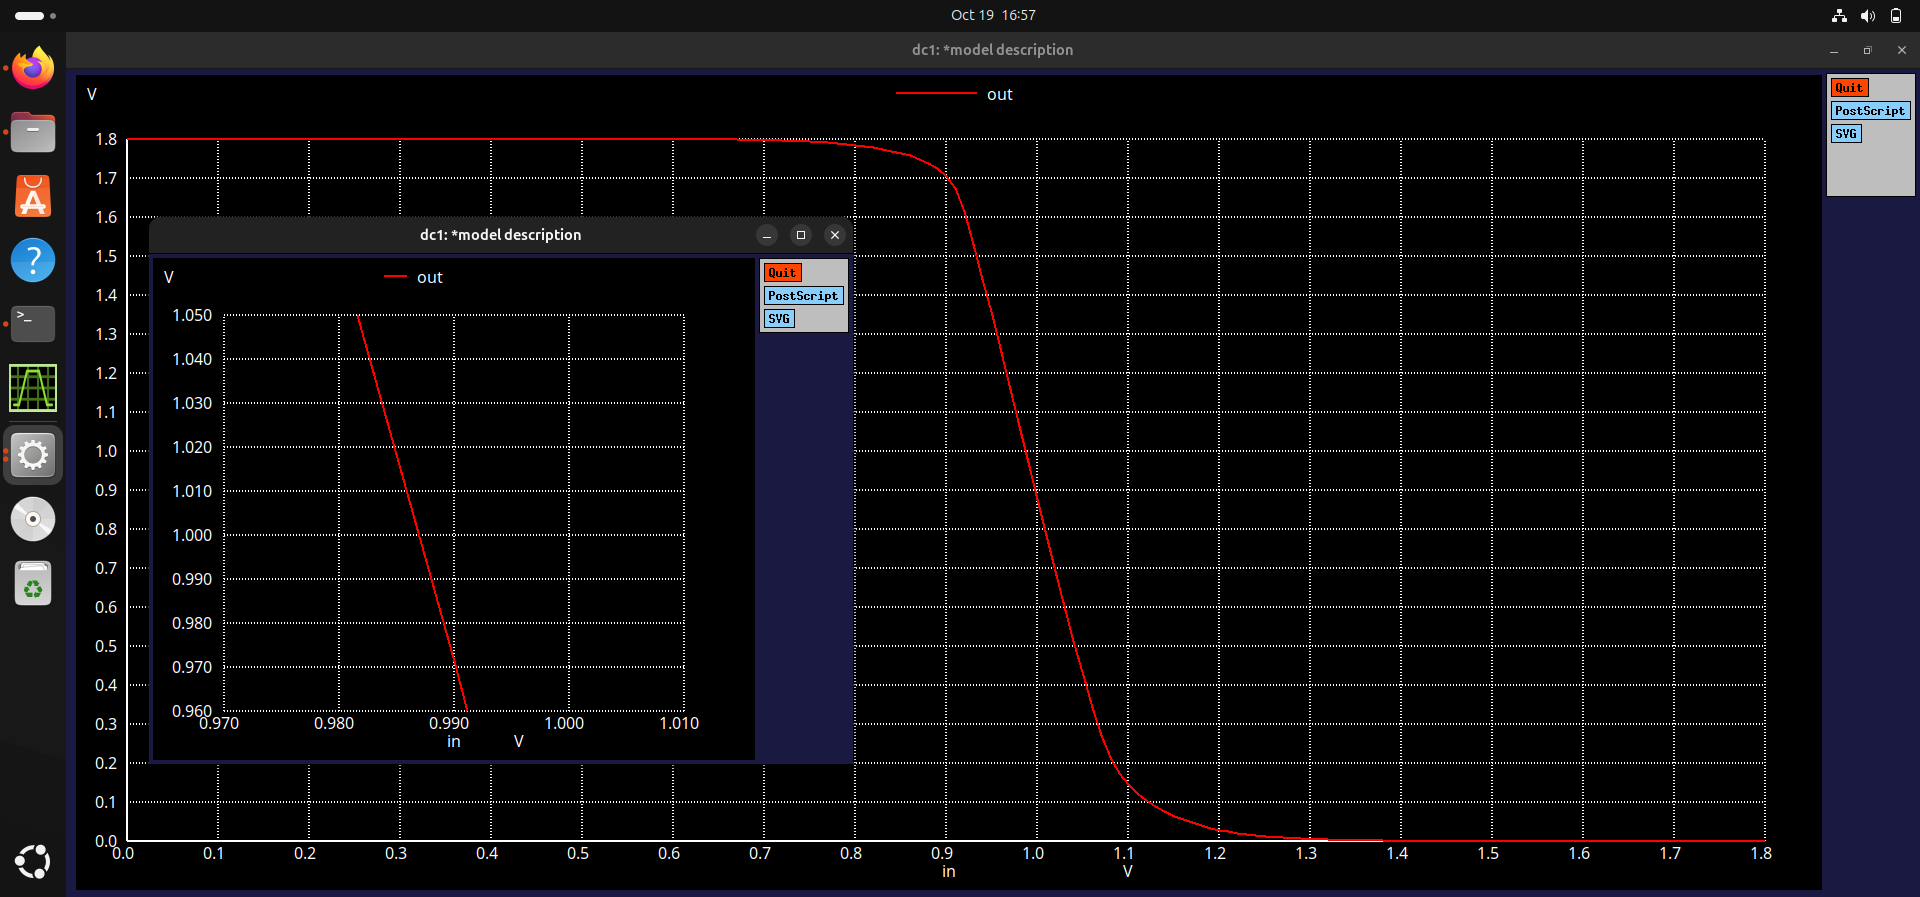 Oct 19 16:57
dc1: *model description
V
out
Quit
PostScript
SVG
1.8
1.7
1.6
1.5
1.4
1.3
1.2
1.1
1.0
0.9
0.8
0.7
0.6
0.5
0.4
0.3
0.2
0.1
0.0
0.0 0.1 0.2 0.3 0.4 0.5 0.6 0.7 0.8 0.9 1.0 1.1 1.2 1.3 1.4 1.5 1.6 1.7 1.8
in V
dc1: *model description
V
out
Quit
PostScript
SVG
1.050
1.040
1.030
1.020
1.010
1.000
0.990
0.980
0.970
0.960
0.970 0.980 0.990 1.000 1.010
in V
>_
?
A